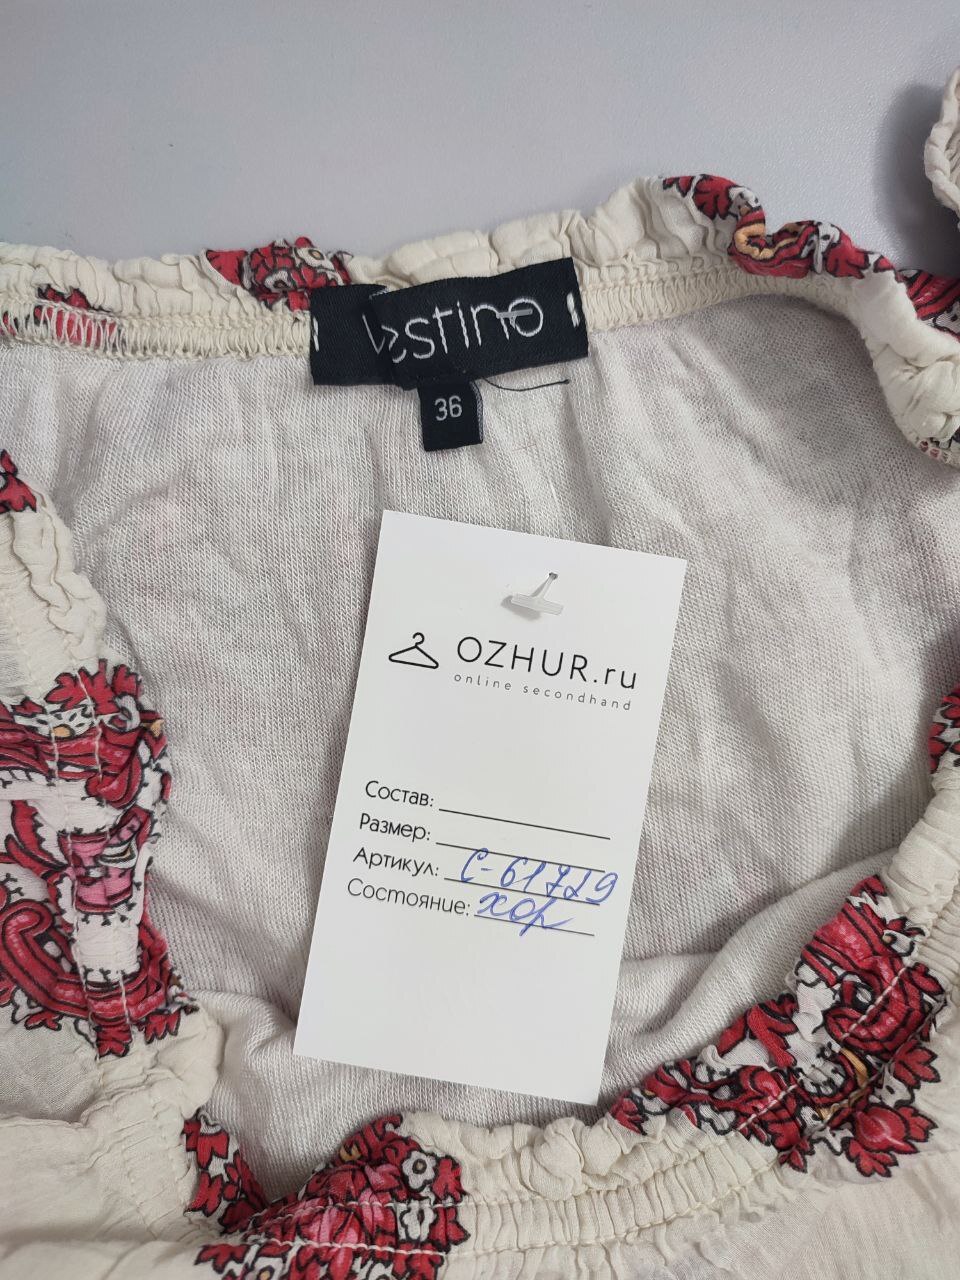 estino
36
OZHUR.ru
online secondhand
Состав:
Размер:
Артикул: С-61729
Состояние: хор